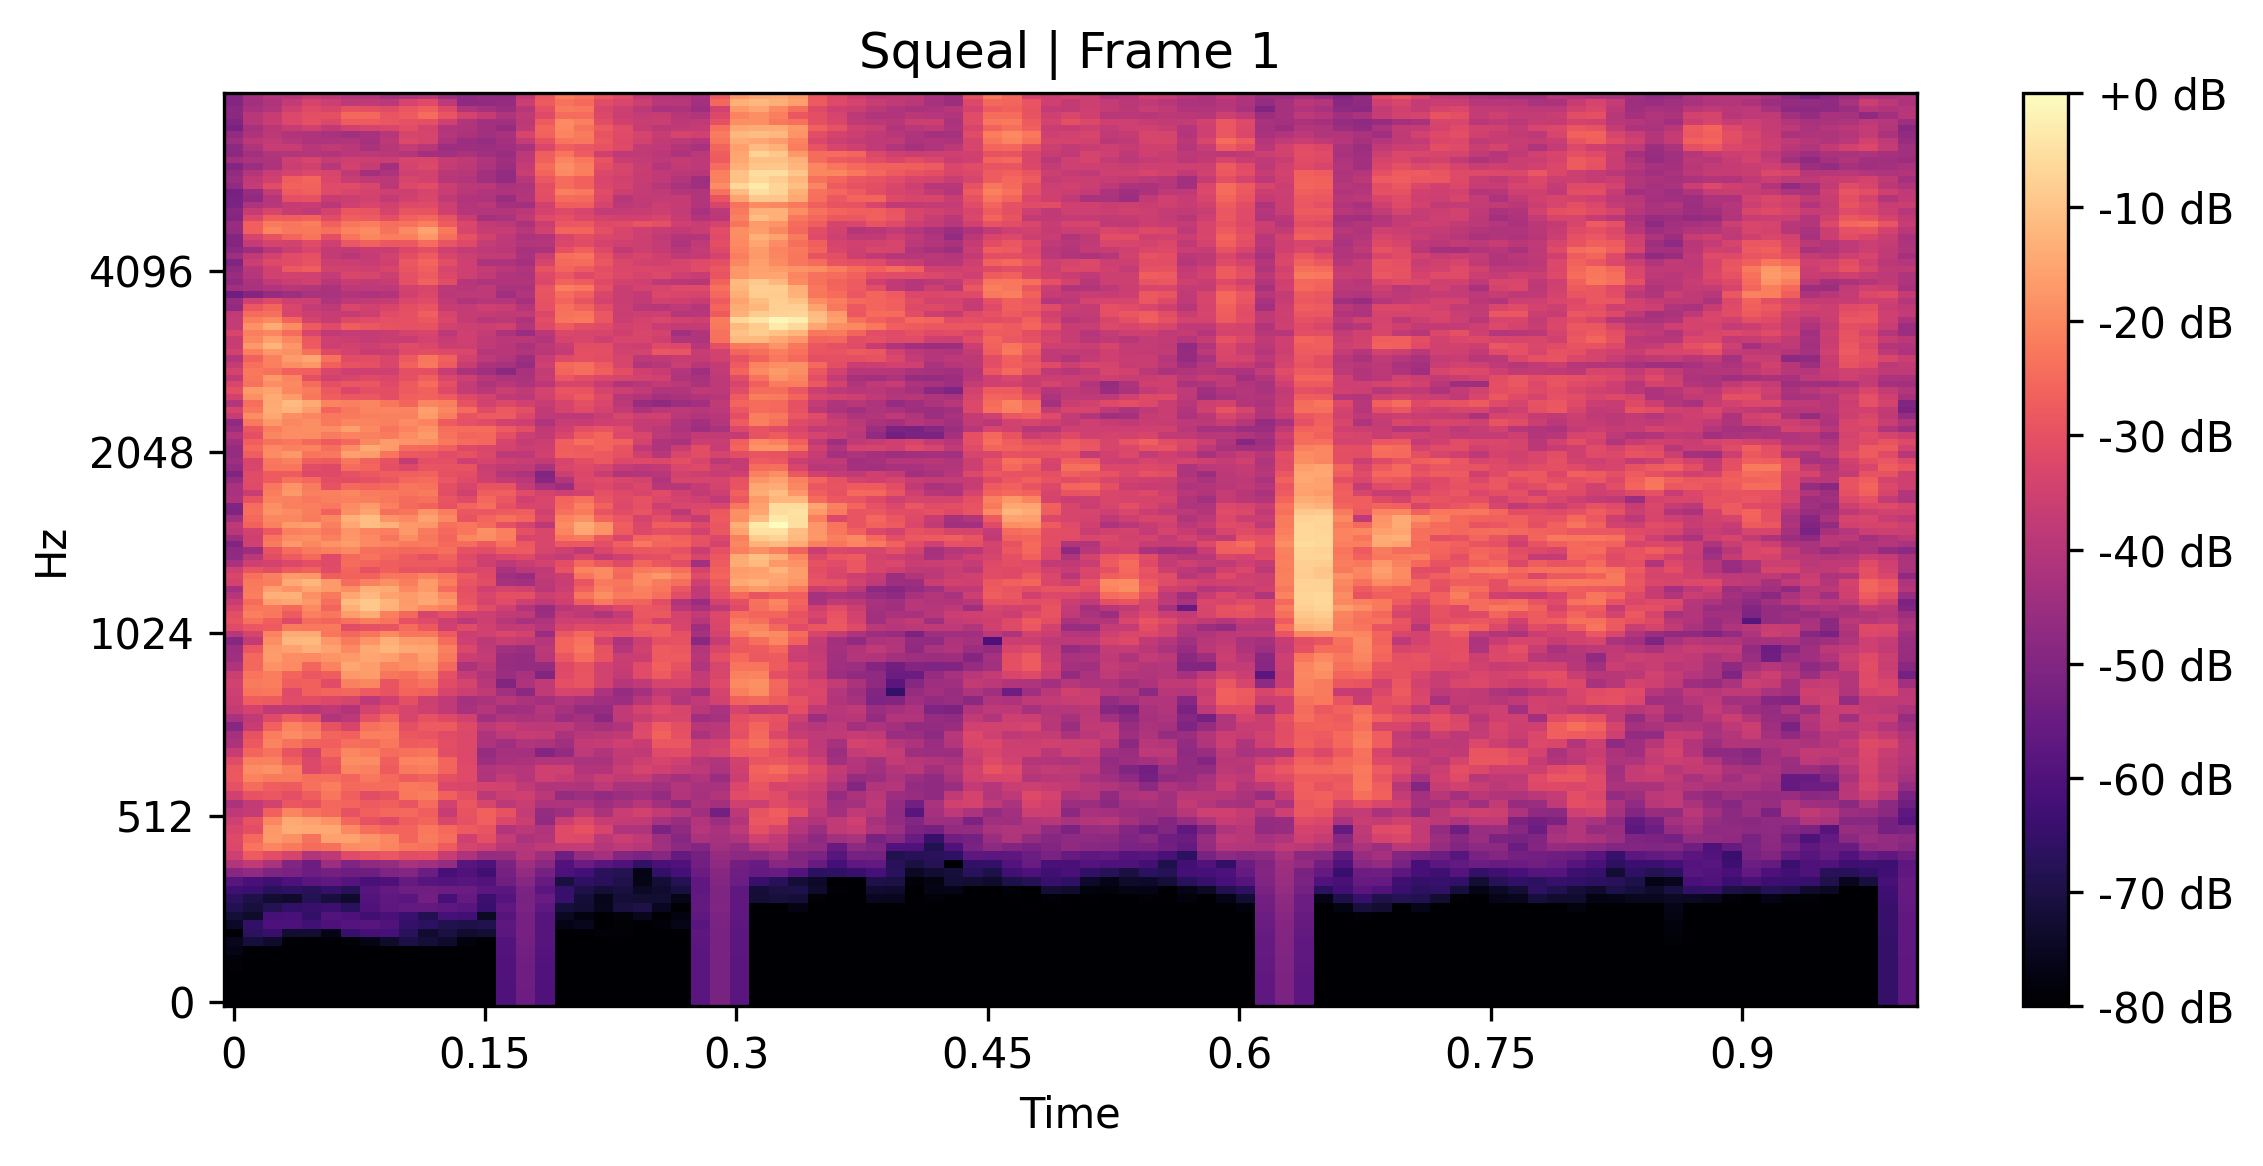 Squeal | Frame 1
+0 dB
-10 dB
-20 dB
-30 dB
-40 dB
-50 dB
-60 dB
-70 dB
-80 dB
4096
2048
1024
512
0
Hz
0 0.15 0.3 0.45 0.6 0.75 0.9
Time